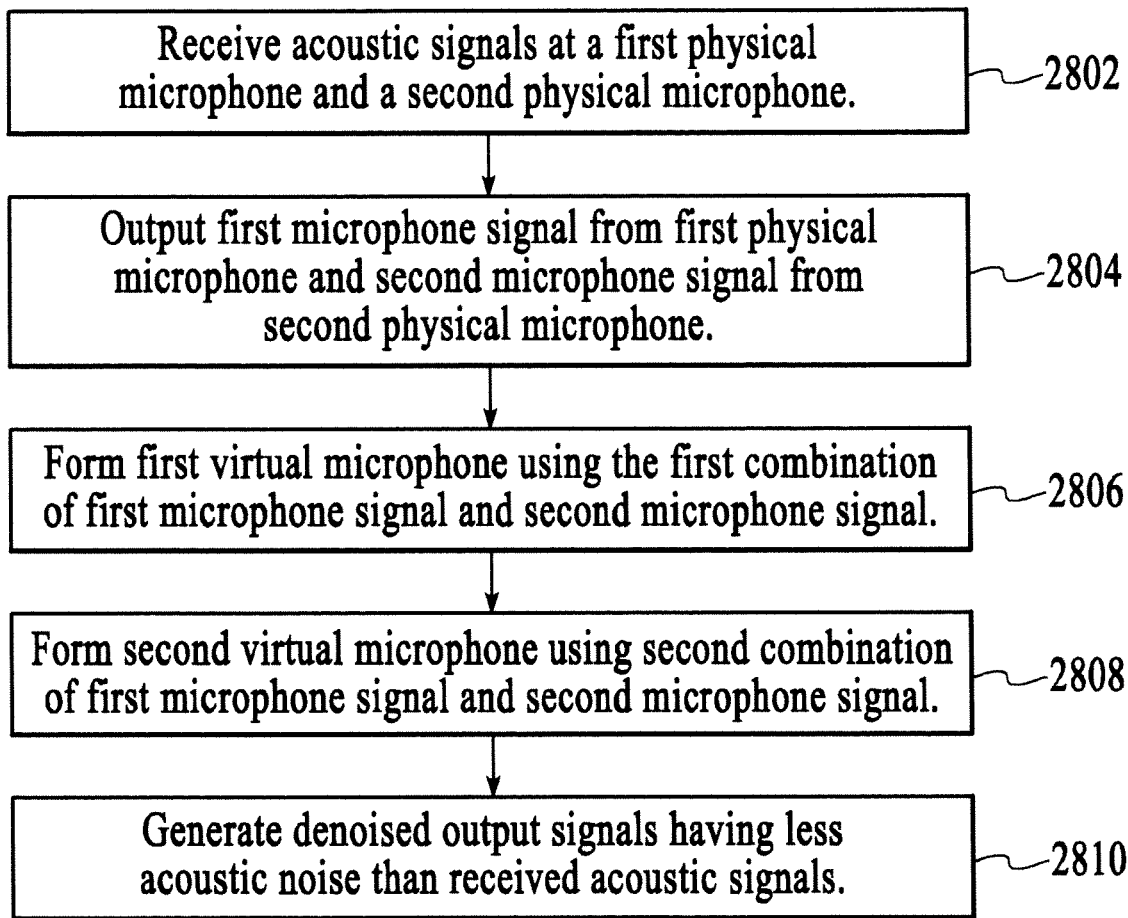 Receive acoustic signals at a first physical
microphone and a second physical microphone.
2802
Output first microphone signal from first physical
microphone and second microphone signal from
second physical microphone.
2804
Form first virtual microphone using the first combination
of first microphone signal and second microphone signal.
2806
Form second virtual microphone using second combination
of first microphone signal and second microphone signal.
2808
Generate denoised output signals having less
acoustic noise than received acoustic signals.
2810